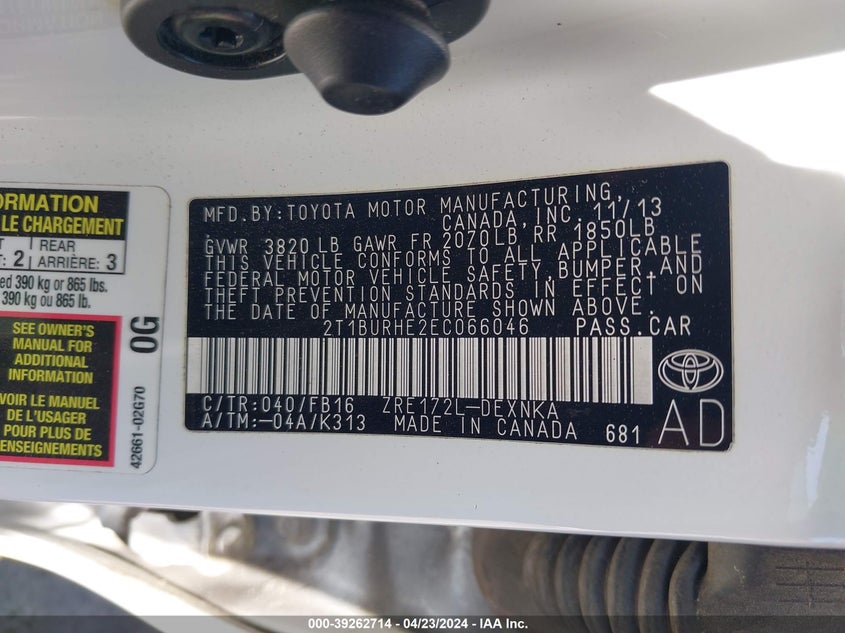 ORMATION
LE CHARGEMENT
T REAR
: 2 ARRIÈRE: 3
ed 390 kg or 865 lbs.
390 kg ou 865 lb.
SEE OWNER'S
MANUAL FOR
ADDITIONAL
INFORMATION
VOIR LE MANUEL
DE L'USAGER
POUR PLUS DE
RENSEIGNEMENTS
0G
42661-02G70
MFD. BY: TOYOTA MOTOR MANUFACTURING,
CANADA, INC. 11/13
GVWR 3820 LB GAWR FR 2070LB, RR 1850LB
THIS VEHICLE CONFORMS TO ALL APPLICABLE
FEDERAL MOTOR VEHICLE SAFETY, BUMPER, AND
THEFT PREVENTION STANDARDS IN EFFECT ON
THE DATE OF MANUFACTURE SHOWN ABOVE.
2T1BURHE2EC066046 PASS.CAR
C/TR: 040/FB16 ZRE172L-DEXNKA
A/TM:-04A/K313 MADE IN CANADA 681
AD
000-39262714 - 04/23/2024 - IAA Inc.